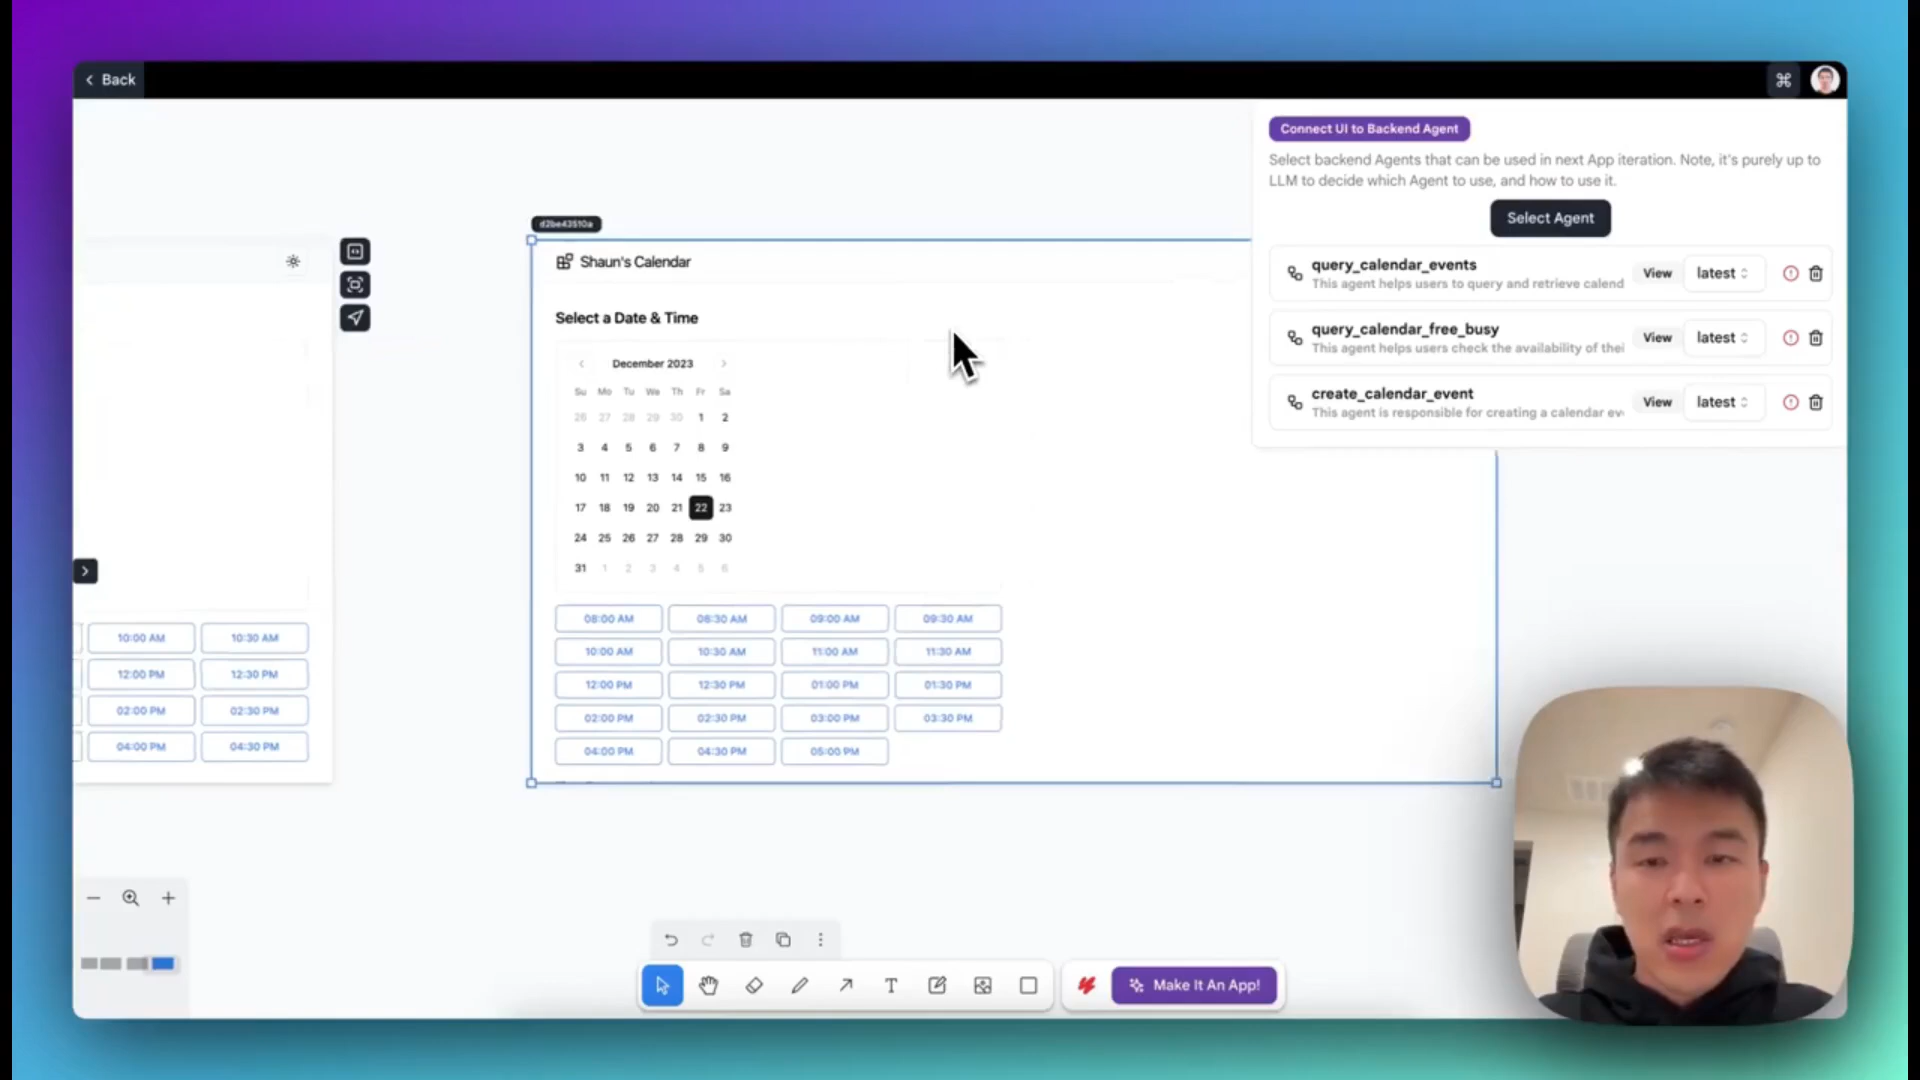 Back
Connect UI to Backend Agent
Select backend Agents that can be used in next App iteration. Note, it's purely up to
LLM to decide which Agent to use, and how to use it.
Select Agent
query_calendar_events
This agent helps users to query and retrieve calend
View
latest
query_calendar_free_busy
This agent helps users check the availability of thei
View
latest
create_calendar_event
This agent is responsible for creating a calendar ev
View
latest
d2be43510a
Shaun's Calendar
Select a Date & Time
December 2023
Su Mo Tu We Th Fr Sa
26 27 28 29 30 1 2
3 4 5 6 7 8 9
10 11 12 13 14 15 16
17 18 19 20 21 22 23
24 25 26 27 28 29 30
31 1 2 3 4 5 6
08:00 AM 08:30 AM 09:00 AM 09:30 AM
10:00 AM 10:30 AM 11:00 AM 11:30 AM
12:00 PM 12:30 PM 01:00 PM 01:30 PM
02:00 PM 02:30 PM 03:00 PM 03:30 PM
04:00 PM 04:30 PM 05:00 PM
10:00 AM 10:30 AM
12:00 PM 12:30 PM
02:00 PM 02:30 PM
04:00 PM 04:30 PM
Make It An App!